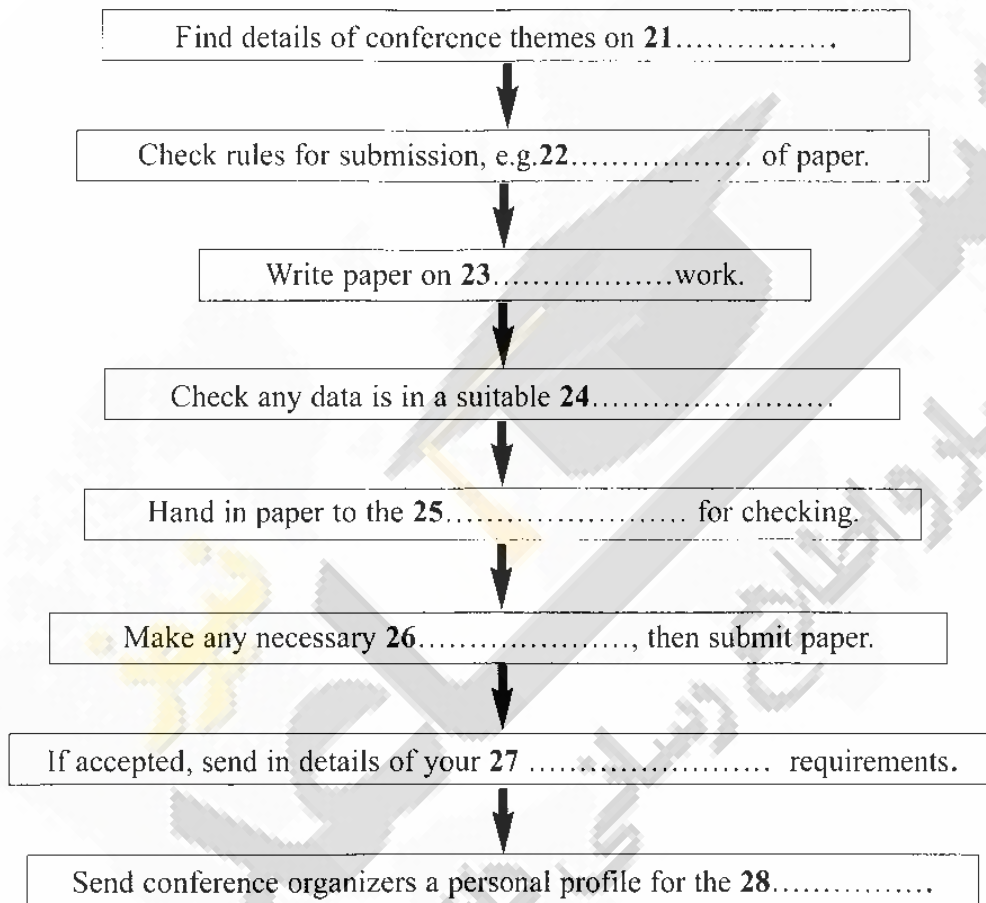 Find details of conference themes on 21................
Check rules for submission, e.g.22................... of paper.
Write paper on 23..................work.
Check any data is in a suitable 24........................
Hand in paper to the 25........................ for checking.
Make any necessary 26....................., then submit paper.
If accepted, send in details of your 27 ......................... requirements.
Send conference organizers a personal profile for the 28................